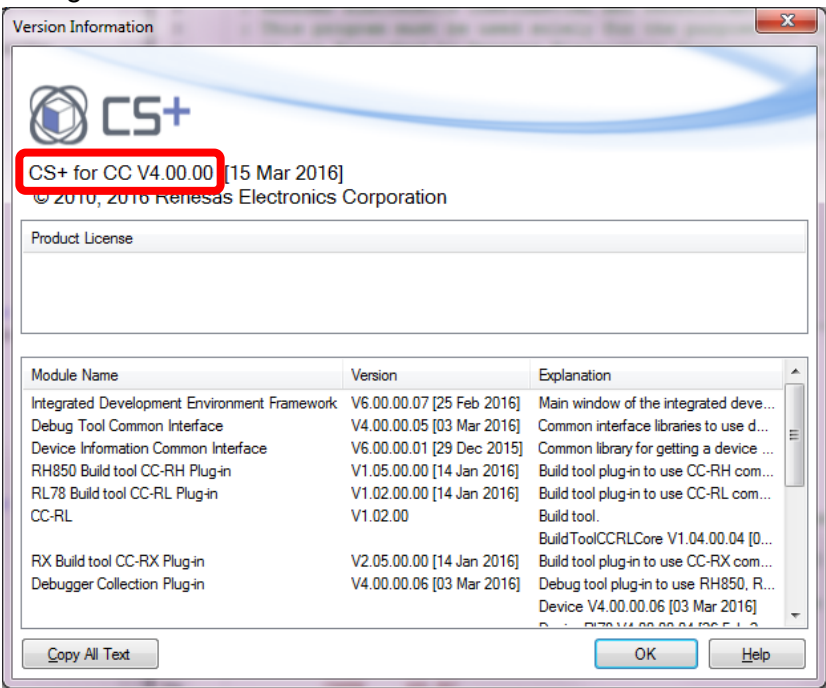 Version Information
CS+
CS+ for CC V4.00.00 [15 Mar 2016]
© 2010, 2016 Renesas Electronics Corporation
Product License
Module Name Version Explanation
Integrated Development Environment Framework V6.00.00.07 [25 Feb 2016] Main window of the integrated deve...
Debug Tool Common Interface V4.00.00.05 [03 Mar 2016] Common interface libraries to use d...
Device Information Common Interface V6.00.00.01 [29 Dec 2015] Common library for getting a device ...
RH850 Build tool CC-RH Plug-in V1.05.00.00 [14 Jan 2016] Build tool plug-in to use CC-RH com...
RL78 Build tool CC-RL Plug-in V1.02.00.00 [14 Jan 2016] Build tool plug-in to use CC-RL com...
CC-RL V1.02.00 Build tool.
BuildToolCCRLCore V1.04.00.04 [0...
RX Build tool CC-RX Plug-in V2.05.00.00 [14 Jan 2016] Build tool plug-in to use CC-RX com...
Debugger Collection Plug-in V4.00.00.06 [03 Mar 2016] Debug tool plug-in to use RH850, R...
Device V4.00.00.06 [03 Mar 2016]
Copy All Text OK Help